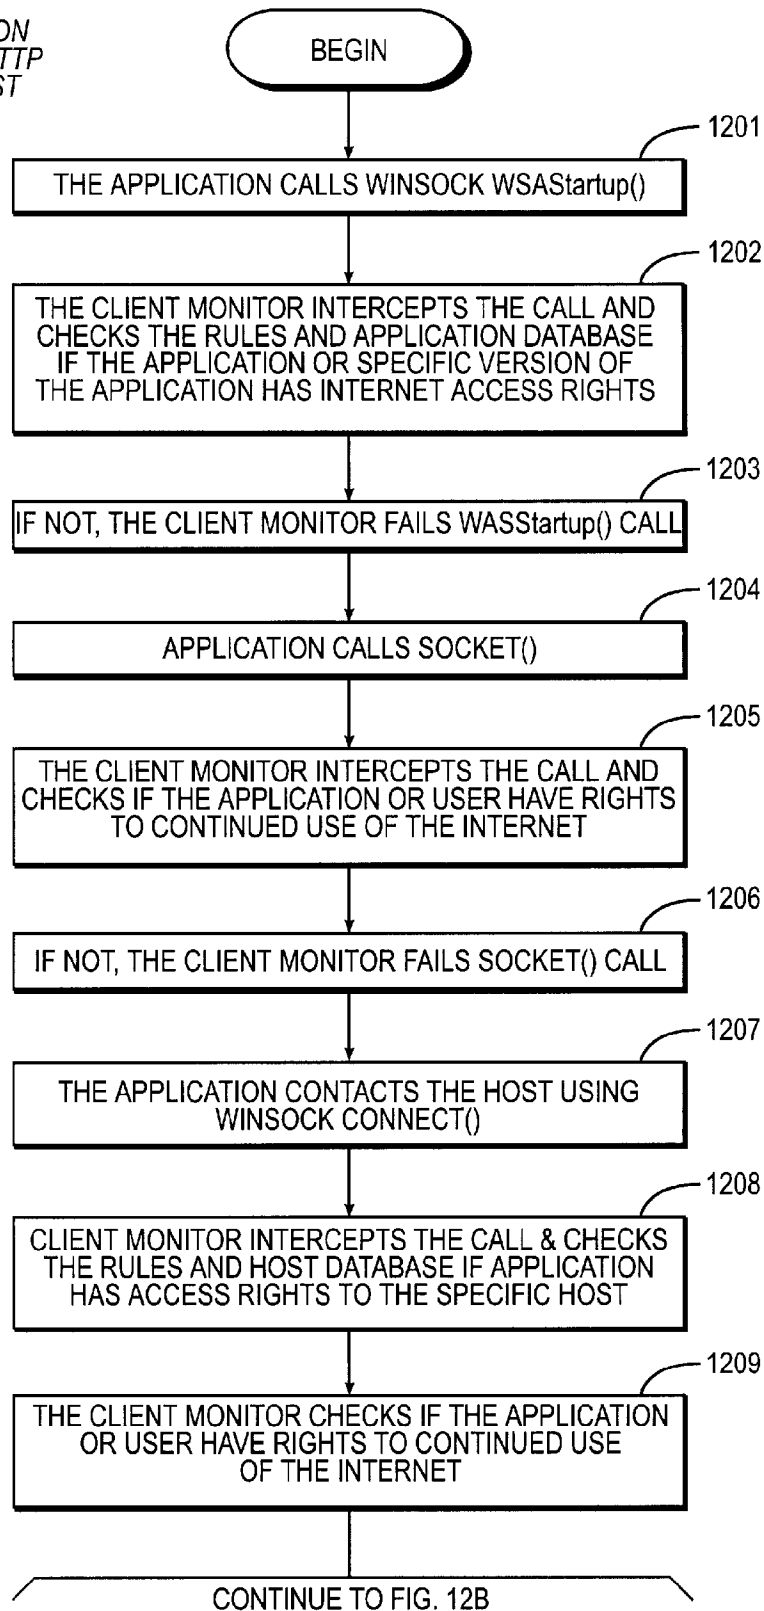 ON
TTP
ST
BEGIN
1201
THE APPLICATION CALLS WINSOCK WSAStartup()
1202
THE CLIENT MONITOR INTERCEPTS THE CALL AND
CHECKS THE RULES AND APPLICATION DATABASE
IF THE APPLICATION OR SPECIFIC VERSION OF
THE APPLICATION HAS INTERNET ACCESS RIGHTS
1203
IF NOT, THE CLIENT MONITOR FAILS WASStartup() CALL
1204
APPLICATION CALLS SOCKET()
1205
THE CLIENT MONITOR INTERCEPTS THE CALL AND
CHECKS IF THE APPLICATION OR USER HAVE RIGHTS
TO CONTINUED USE OF THE INTERNET
1206
IF NOT, THE CLIENT MONITOR FAILS SOCKET() CALL
1207
THE APPLICATION CONTACTS THE HOST USING
WINSOCK CONNECT()
1208
CLIENT MONITOR INTERCEPTS THE CALL & CHECKS
THE RULES AND HOST DATABASE IF APPLICATION
HAS ACCESS RIGHTS TO THE SPECIFIC HOST
1209
THE CLIENT MONITOR CHECKS IF THE APPLICATION
OR USER HAVE RIGHTS TO CONTINUED USE
OF THE INTERNET
CONTINUE TO FIG. 12B